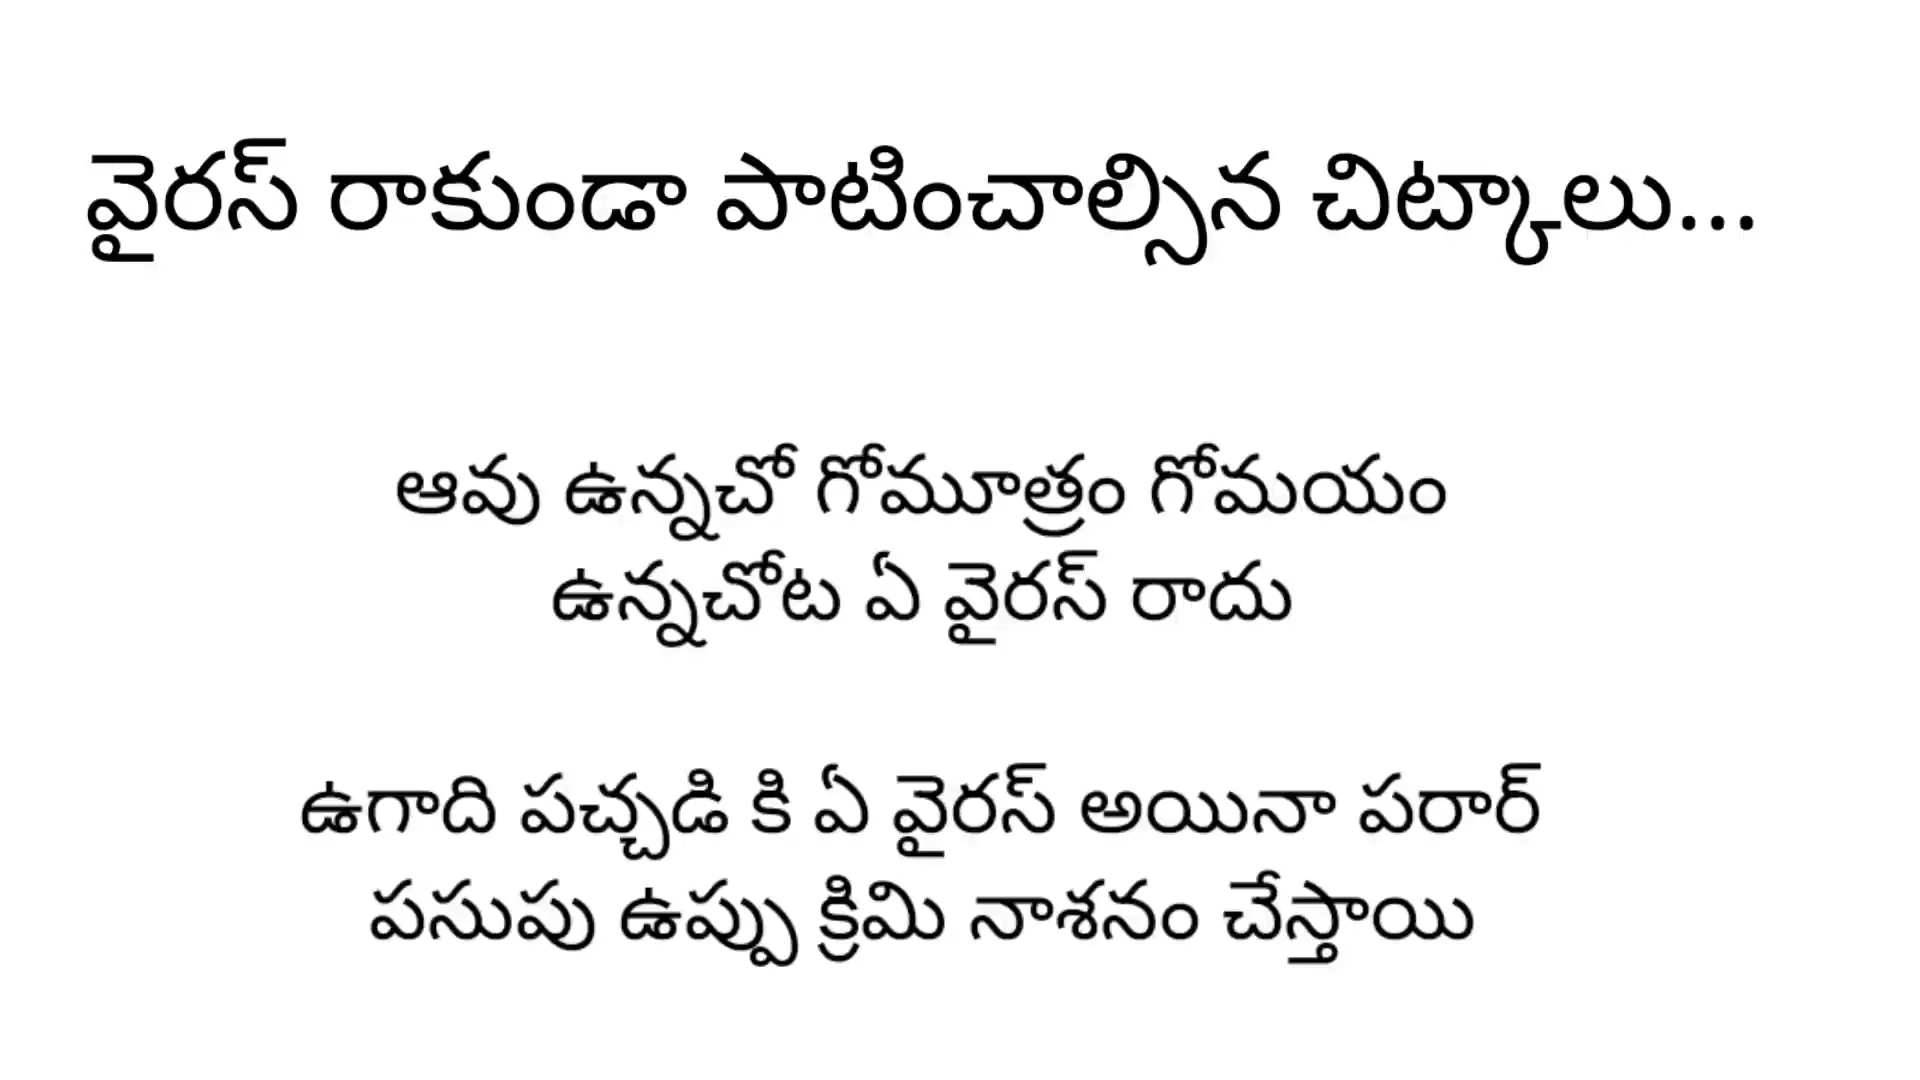 వైరస్ రాకుండా పాటించాల్సిన చిట్కాలు...
ఆవు ఉన్నచో గోమూత్రం గోమయం
ఉన్నచోట ఏ వైరస్ రాదు
ఉగాది పచ్చడి కి ఏ వైరస్ అయినా పరార్
పసుపు ఉప్పు క్రిమి నాశనం చేస్తాయి